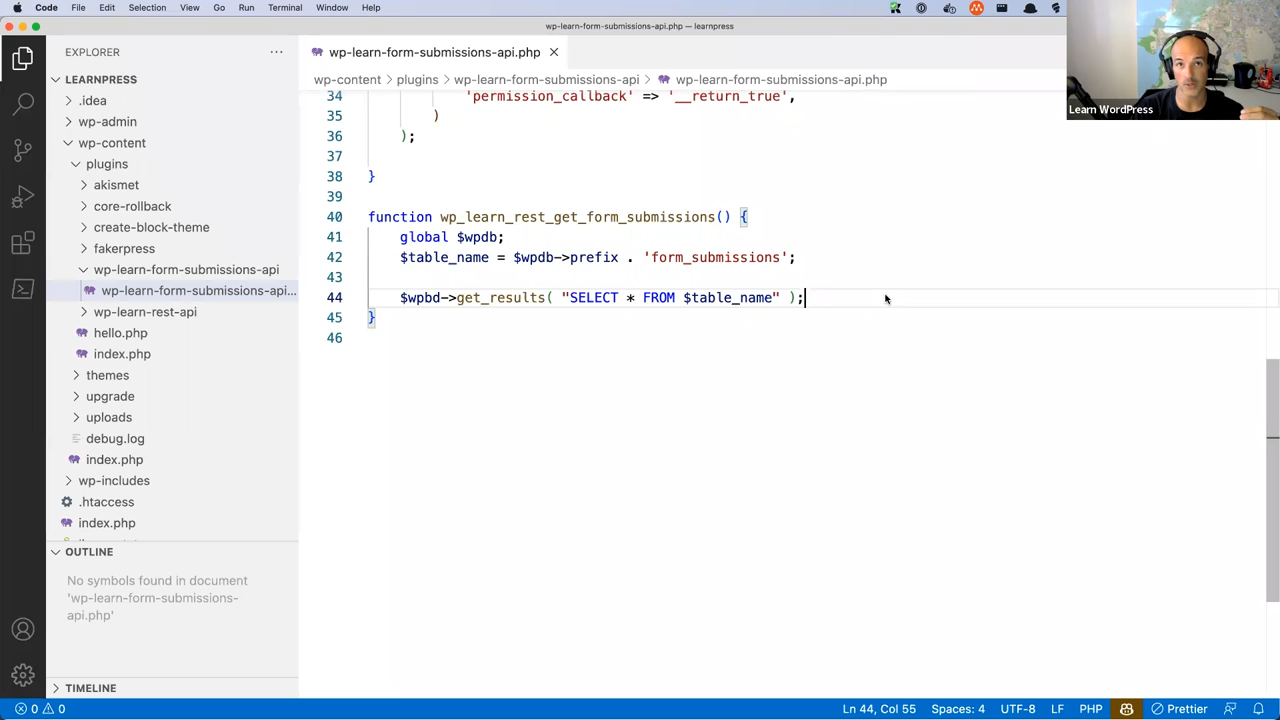 Code File Edit Selection View Go Run Terminal Window Help
wp-learn-form-submissions-api.php — learnpress
EXPLORER
LEARNPRESS
.idea
wp-admin
wp-content
plugins
akismet
core-rollback
create-block-theme
fakerpress
wp-learn-form-submissions-api
wp-learn-form-submissions-api...
wp-learn-rest-api
hello.php
index.php
themes
upgrade
uploads
debug.log
index.php
wp-includes
.htaccess
index.php
OUTLINE
No symbols found in document
'wp-learn-form-submissions-
api.php'
TIMELINE
wp-learn-form-submissions-api.php
wp-content > plugins > wp-learn-form-submissions-api > wp-learn-form-submissions-api.php
34 'permission_callback' => '__return_true',
35 )
36 );
37
38 }
39
40 function wp_learn_rest_get_form_submissions() {
41 global $wpdb;
42 $table_name = $wpdb->prefix . 'form_submissions';
43
44 $wpbd->get_results( "SELECT * FROM $table_name" );
45 }
46
Learn WordPress
0 0
Ln 44, Col 55 Spaces: 4 UTF-8 LF PHP Prettier